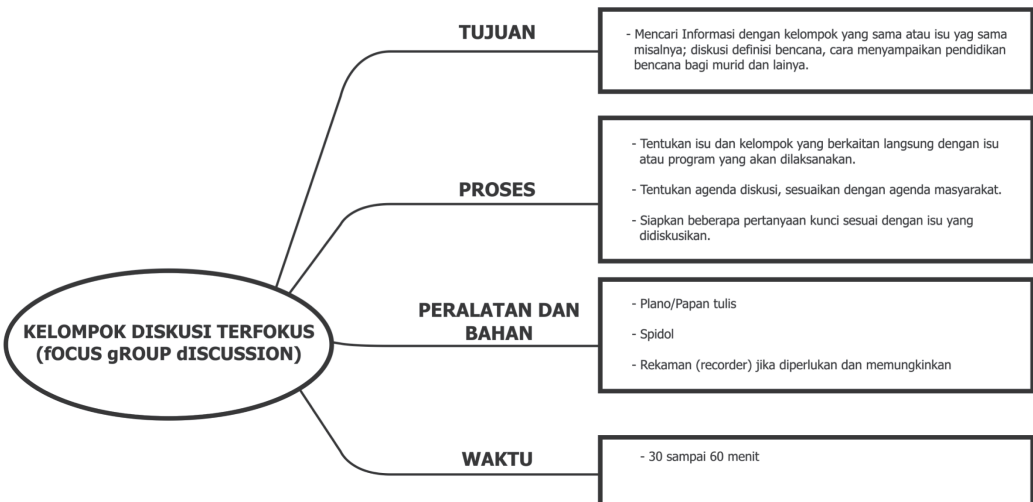 TUJUAN
- Mencari Informasi dengan kelompok yang sama atau isu yag sama
misalnya; diskusi definisi bencana, cara menyampaikan pendidikan
bencana bagi murid dan lainya.
PROSES
- Tentukan isu dan kelompok yang berkaitan langsung dengan isu
atau program yang akan dilaksanakan.
- Tentukan agenda diskusi, sesuaikan dengan agenda masyarakat.
- Siapkan beberapa pertanyaan kunci sesuai dengan isu yang
didiskusikan.
KELOMPOK DISKUSI TERFOKUS
(fOCUS gROUP dISCUSSION)
PERALATAN DAN
BAHAN
- Plano/Papan tulis
- Spidol
- Rekaman (recorder) jika diperlukan dan memungkinkan
WAKTU
- 30 sampai 60 menit